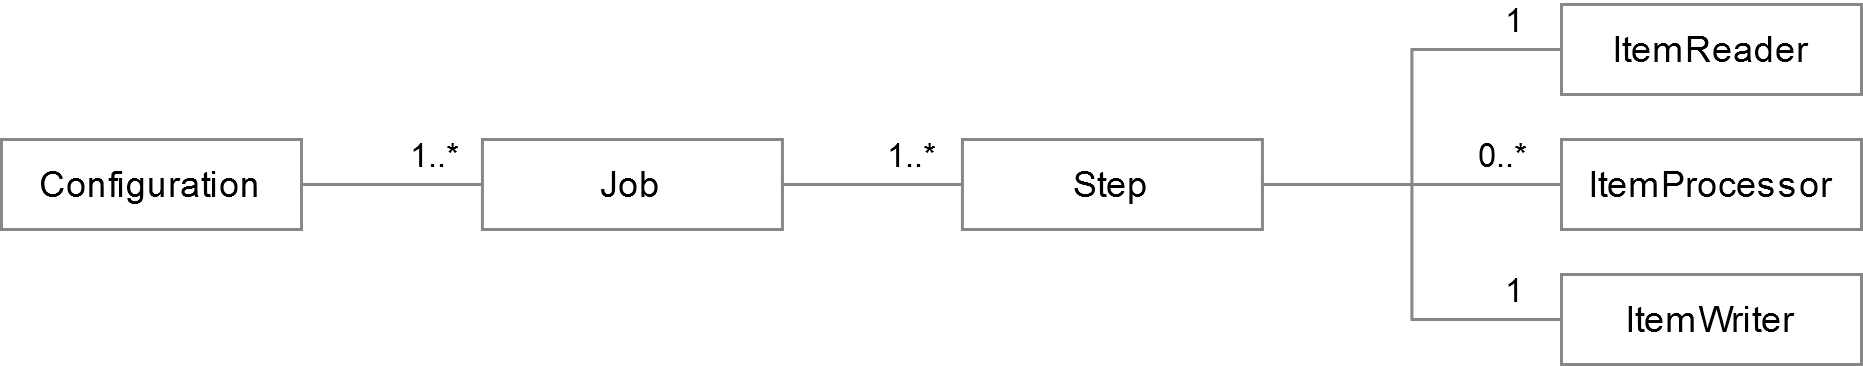 1
ItemReader
Configuration
1..*
Job
1..*
Step
0..*
ItemProcessor
1
ItemWriter